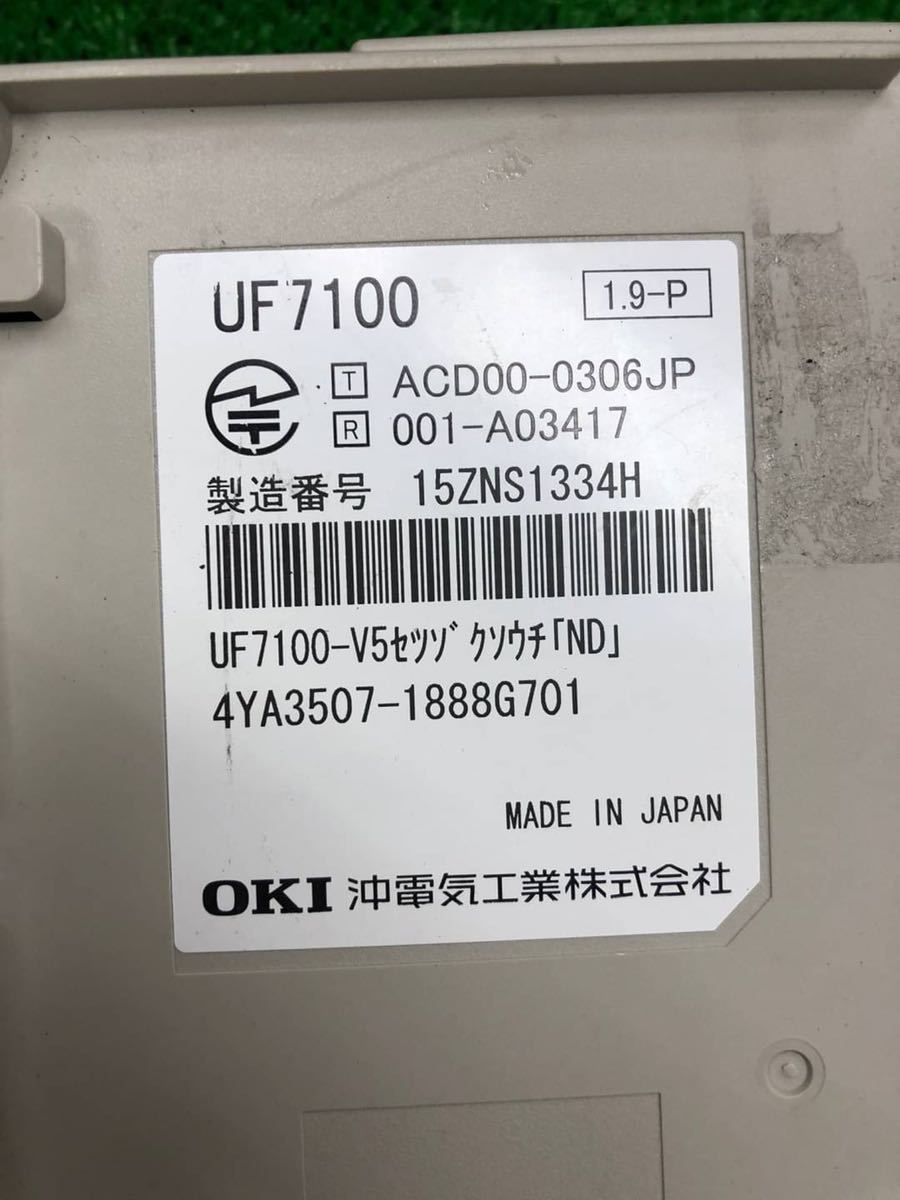 UF7100 1.9-P
T ACD00-0306JP
R 001-A03417
製造番号 15ZNS1334H
UF7100-V5ｾﾂｿﾞｸｿｳﾁ｢ND｣
4YA3507-1888G701
MADE IN JAPAN
OKI 沖電気工業株式会社